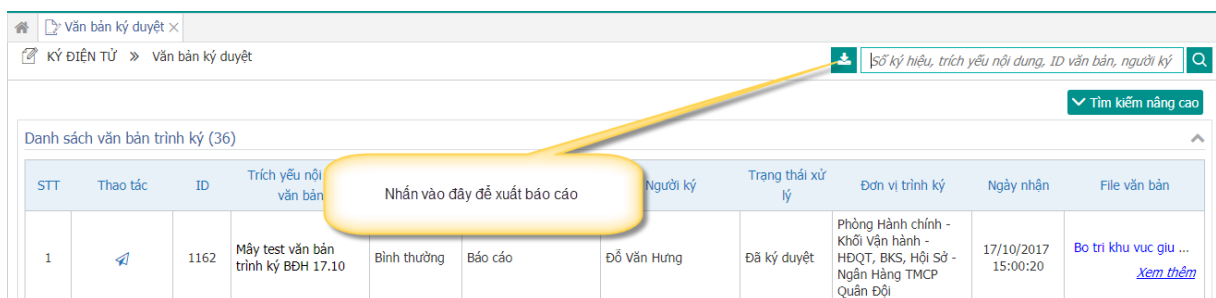 Văn bản ký duyệt
KÝ ĐIỆN TỬ » Văn bản ký duyệt
Số ký hiệu, trích yếu nội dung, ID văn bản, người ký
Tìm kiếm nâng cao
Danh sách văn bản trình ký (36)
STT
Thao tác
ID
Trích yếu nội
văn bản
Nhấn vào đây để xuất báo cáo
Người ký
Trạng thái xử
lý
Đơn vị trình ký
Ngày nhận
File văn bản
1
1162
Mây test văn bản
trình ký BĐH 17.10
Bình thường
Báo cáo
Đỗ Văn Hưng
Đã ký duyệt
Phòng Hành chính -
Khối Vận hành -
HĐQT, BKS, Hội Sở -
Ngân Hàng TMCP
Quân Đội
17/10/2017
15:00:20
Bo tri khu vuc giu ...
Xem thêm